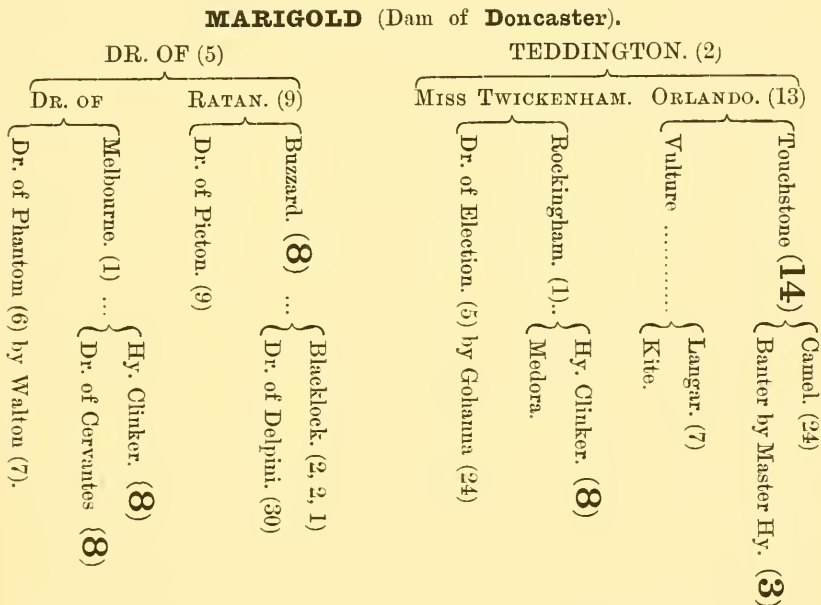 MARIGOLD (Dam of Doncaster).
DR. OF (5)
TEDDINGTON. (2)
DR. OF
RATAN. (9)
MISS TWICKENHAM.
ORLANDO. (13)
Dr. of Phantom (6) by Walton (7).
Melbourne. (1) ...
Hy. Clinker. (8)
Dr. of Cervantes (8)
Dr. of Picton. (9)
Buzzard. (8) ...
Blacklock. (2, 2, 1)
Dr. of Delpini. (30)
Dr. of Election. (5) by Gohanna (24)
Rockingham. (1)..
Hy. Clinker. (8)
Medora.
Vulture ..........
Langar. (7)
Kite.
Touchstone (14)
Camel. (24)
Banter by Master Hy. (3)